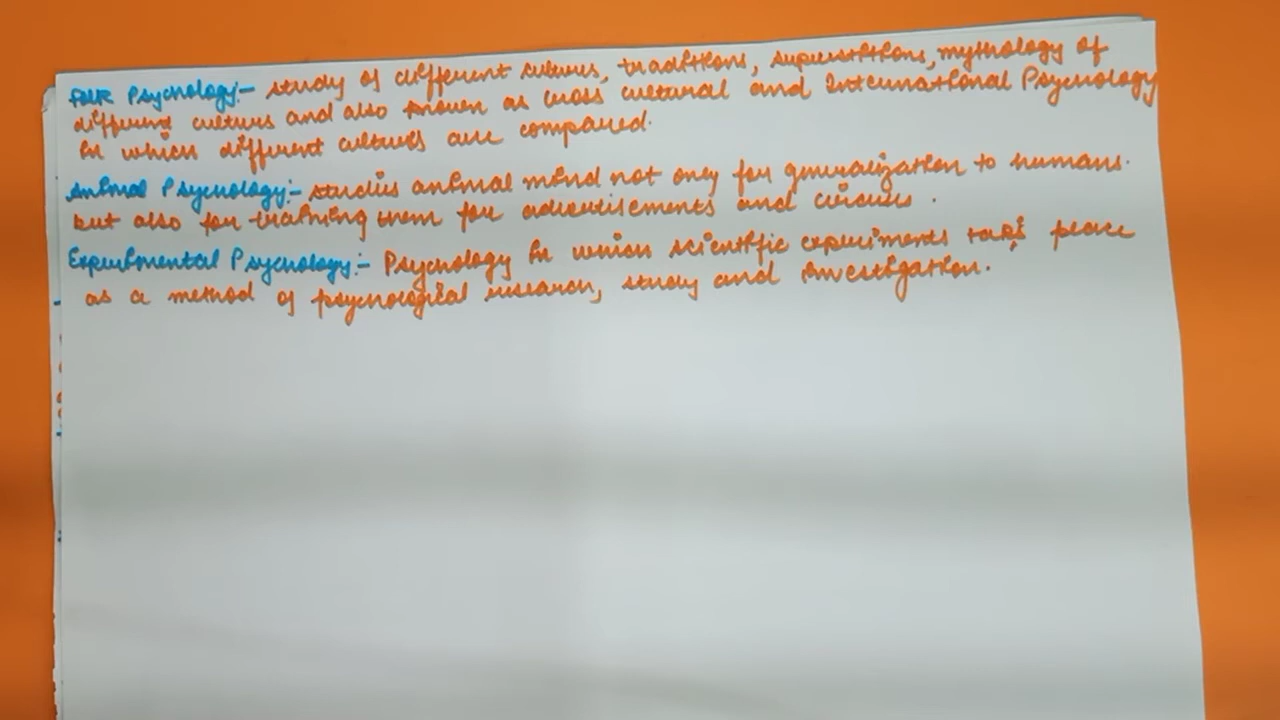 Folk Psychology:- study of different cultures, traditions, superstitions, mythology of
different cultures and also known as cross cultural and International Psychology
in which different cultures are compared.
Animal Psychology:- studies animal mind not only for generalization to humans.
but also for training them for advertisements and circuses.
Experimental Psychology:- Psychology in which scientific experiments takes place
as a method of psychological research, study and investigation.